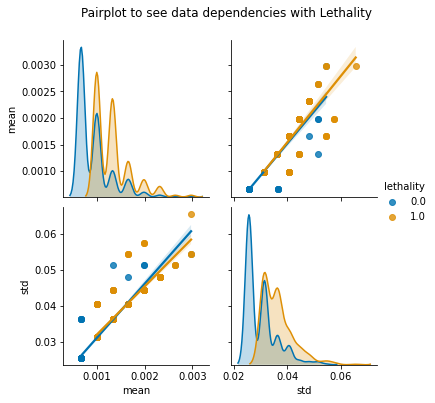 Pairplot to see data dependencies with Lethality
0.0030
0.0025
0.0020
0.0015
0.0010
mean
lethality
0.0
1.0
0.06
0.05
0.04
0.03
std
0.001 0.002 0.003
0.02 0.04 0.06
mean
std